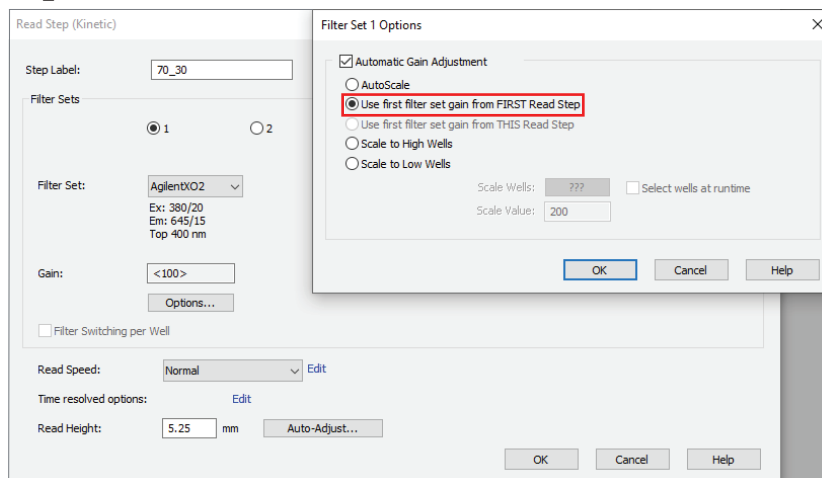 Read Step (Kinetic)
Step Label: 70_30
Filter Sets
1 2
Filter Set: AgilentXO2
Ex: 380/20
Em: 645/15
Top 400 nm
Gain: <100>
Options...
Filter Switching per Well
Read Speed: Normal Edit
Time resolved options: Edit
Read Height: 5.25 mm Auto-Adjust...
OK Cancel Help
Filter Set 1 Options
Automatic Gain Adjustment
AutoScale
Use first filter set gain from FIRST Read Step
Use first filter set gain from THIS Read Step
Scale to High Wells
Scale to Low Wells
Scale Wells: ??? Select wells at runtime
Scale Value: 200
OK Cancel Help